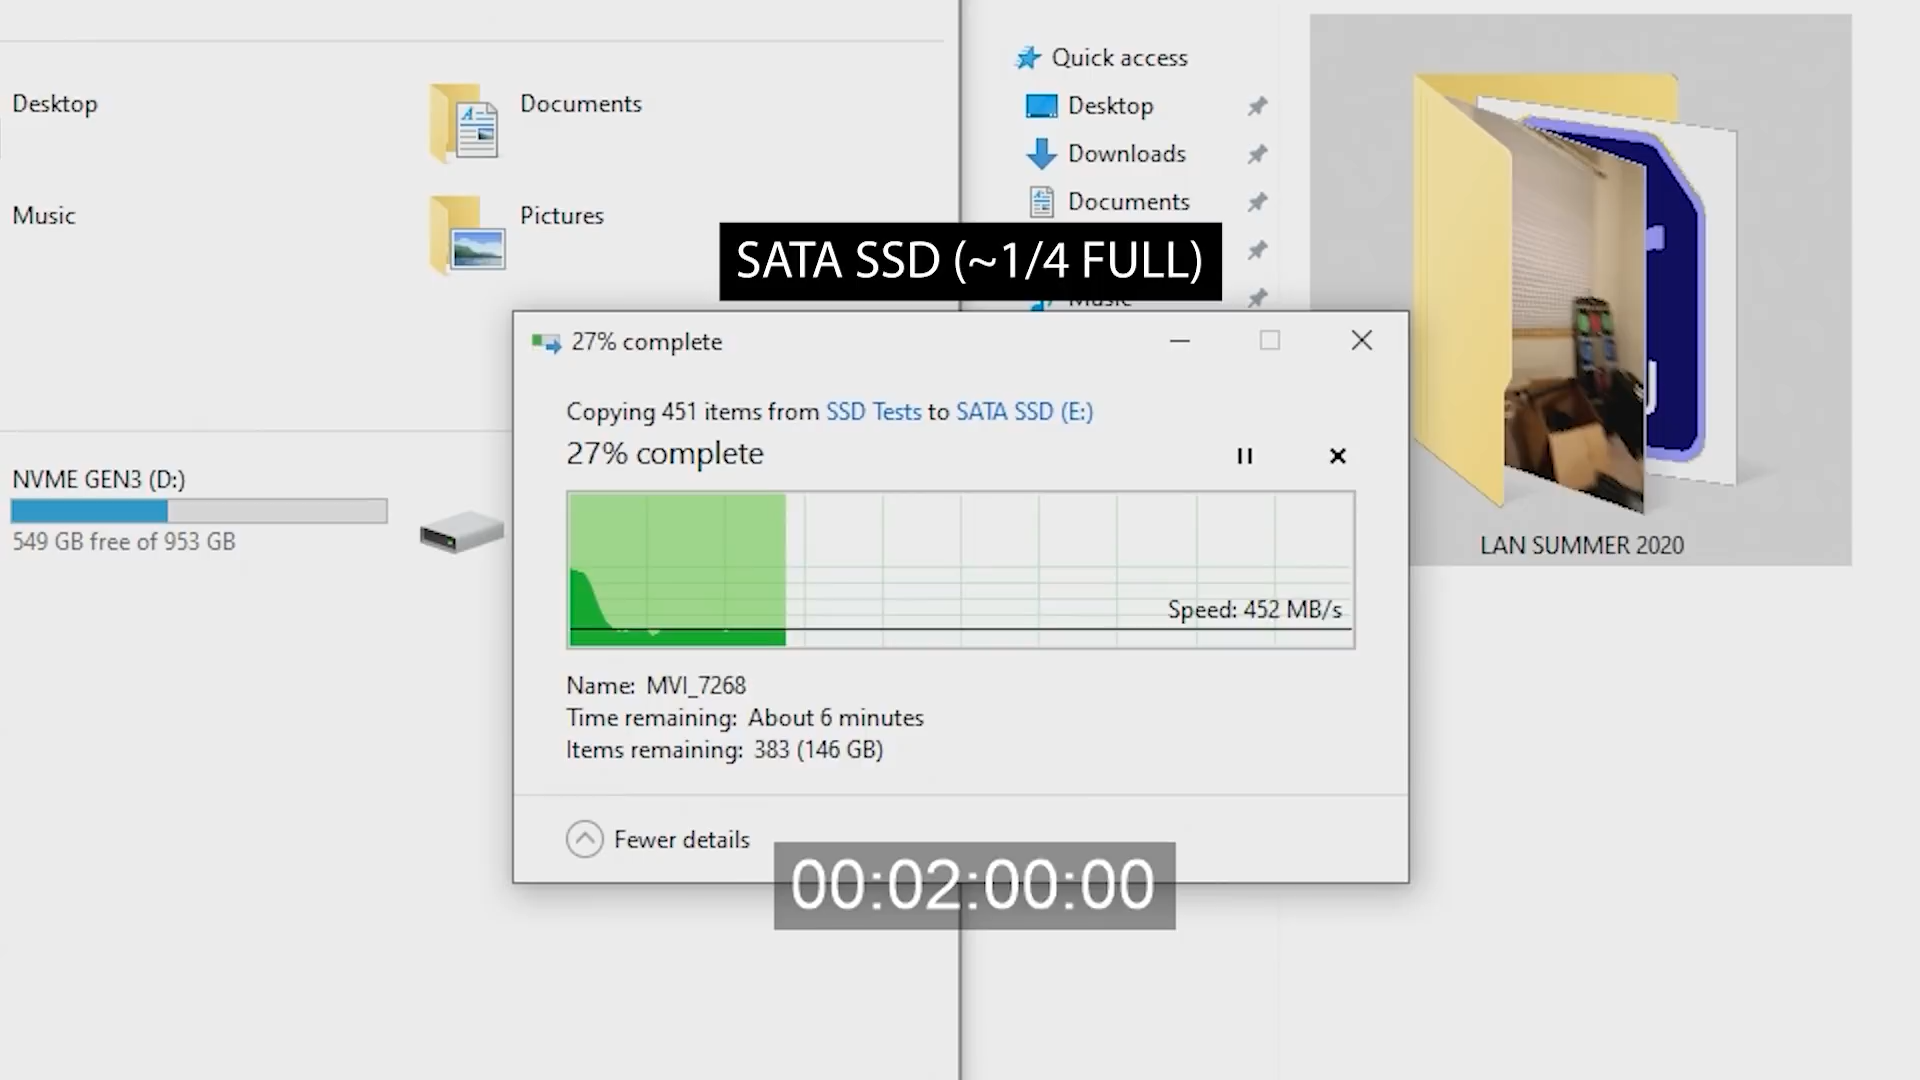 Desktop
Documents
Music
Pictures
NVME GEN3 (D:)
549 GB free of 953 GB
Quick access
Desktop
Downloads
Documents
Music
LAN SUMMER 2020
SATA SSD (~1/4 FULL)
27% complete
Copying 451 items from SSD Tests to SATA SSD (E:)
27% complete
Speed: 452 MB/s
Name: MVI_7268
Time remaining: About 6 minutes
Items remaining: 383 (146 GB)
Fewer details
00:02:00:00